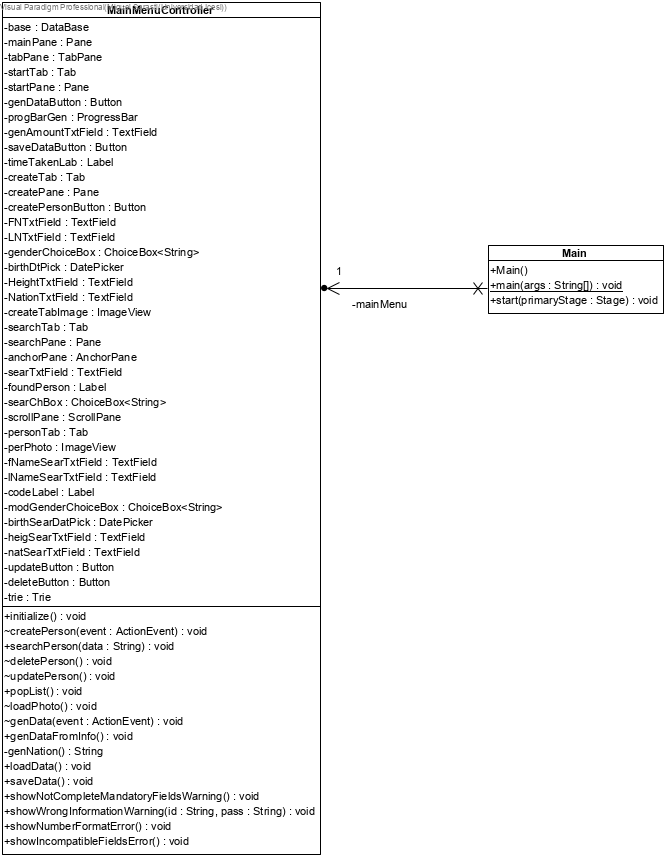 Visual Paradigm Professional(Miguel Sarasti(Universidad Icesi))
MainMenuController
-base : DataBase
-mainPane : Pane
-tabPane : TabPane
-startTab : Tab
-startPane : Pane
-genDataButton : Button
-progBarGen : ProgressBar
-genAmountTxtField : TextField
-saveDataButton : Button
-timeTakenLab : Label
-createTab : Tab
-createPane : Pane
-createPersonButton : Button
-FNTxtField : TextField
-LNTxtField : TextField
-genderChoiceBox : ChoiceBox<String>
-birthDtPick : DatePicker
-HeightTxtField : TextField
-NationTxtField : TextField
-createTabImage : ImageView
-searchTab : Tab
-searchPane : Pane
-anchorPane : AnchorPane
-searTxtField : TextField
-foundPerson : Label
-searChBox : ChoiceBox<String>
-scrollPane : ScrollPane
-personTab : Tab
-perPhoto : ImageView
-fNameSearTxtField : TextField
-lNameSearTxtField : TextField
-codeLabel : Label
-modGenderChoiceBox : ChoiceBox<String>
-birthSearDatPick : DatePicker
-heigSearTxtField : TextField
-natSearTxtField : TextField
-updateButton : Button
-deleteButton : Button
-trie : Trie
+initialize() : void
~createPerson(event : ActionEvent) : void
+searchPerson(data : String) : void
~deletePerson() : void
~updatePerson() : void
+popList() : void
~loadPhoto() : void
~genData(event : ActionEvent) : void
+genDataFromInfo() : void
-genNation() : String
+loadData() : void
+saveData() : void
+showNotCompleteMandatoryFieldsWarning() : void
+showWrongInformationWarning(id : String, pass : String) : void
+showNumberFormatError() : void
+showIncompatibleFieldsError() : void
1
-mainMenu
Main
+Main()
+main(args : String[]) : void
+start(primaryStage : Stage) : void